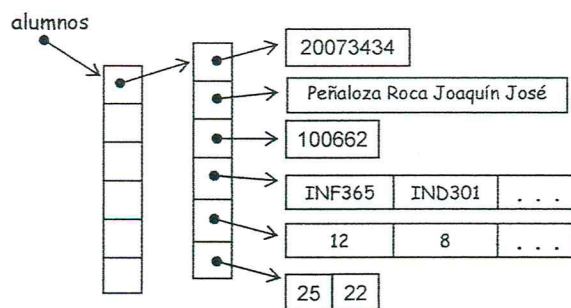 alumnos
20073434
Peñaloza Roca Joaquín José
100662
INF365 IND301 . . .
12 8 . . .
25 22